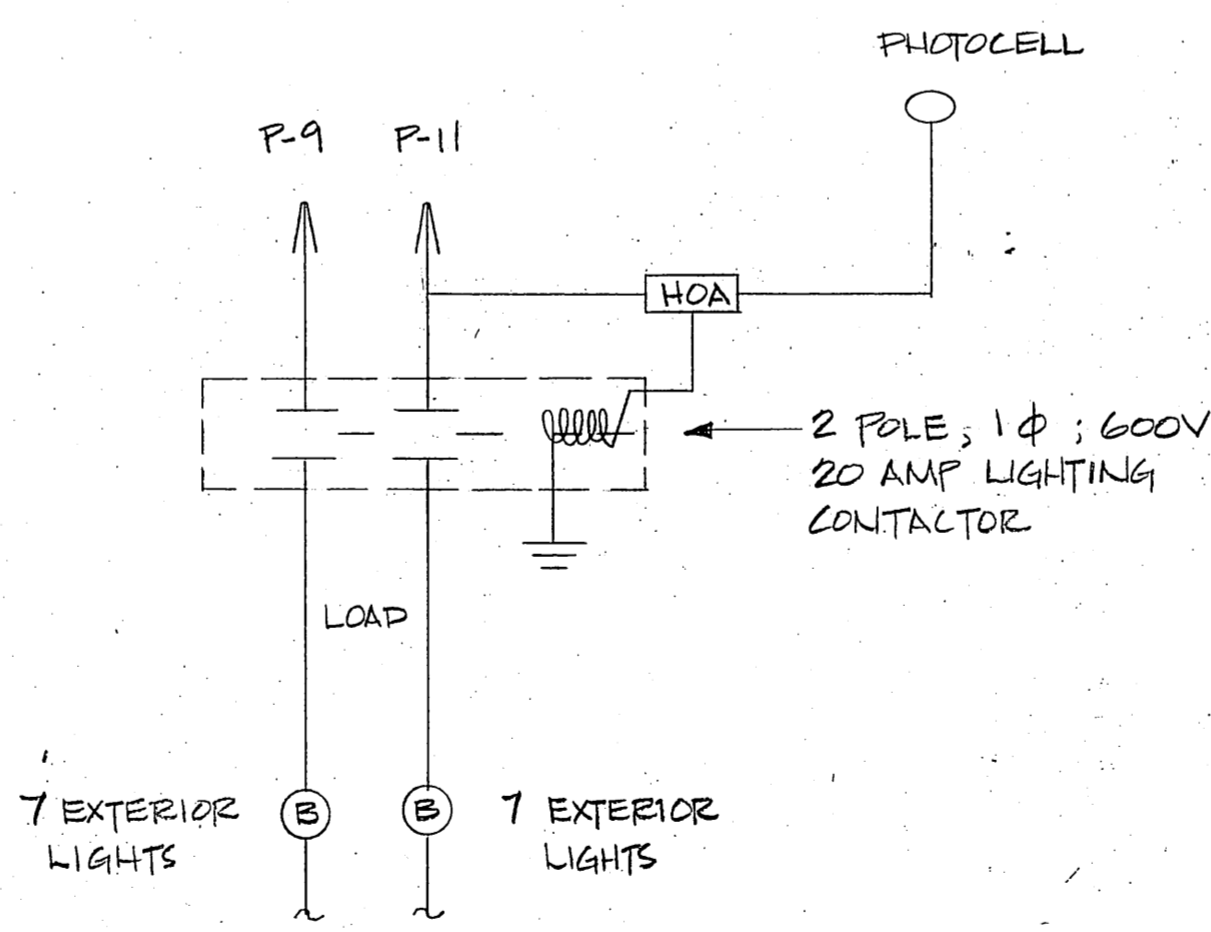 PHOTOCELL
P-9
P-11
HOA
2 POLE, 1φ, 600V
20 AMP LIGHTING
CONTACTOR
LOAD
7 EXTERIOR
LIGHTS
B
B
7 EXTERIOR
LIGHTS